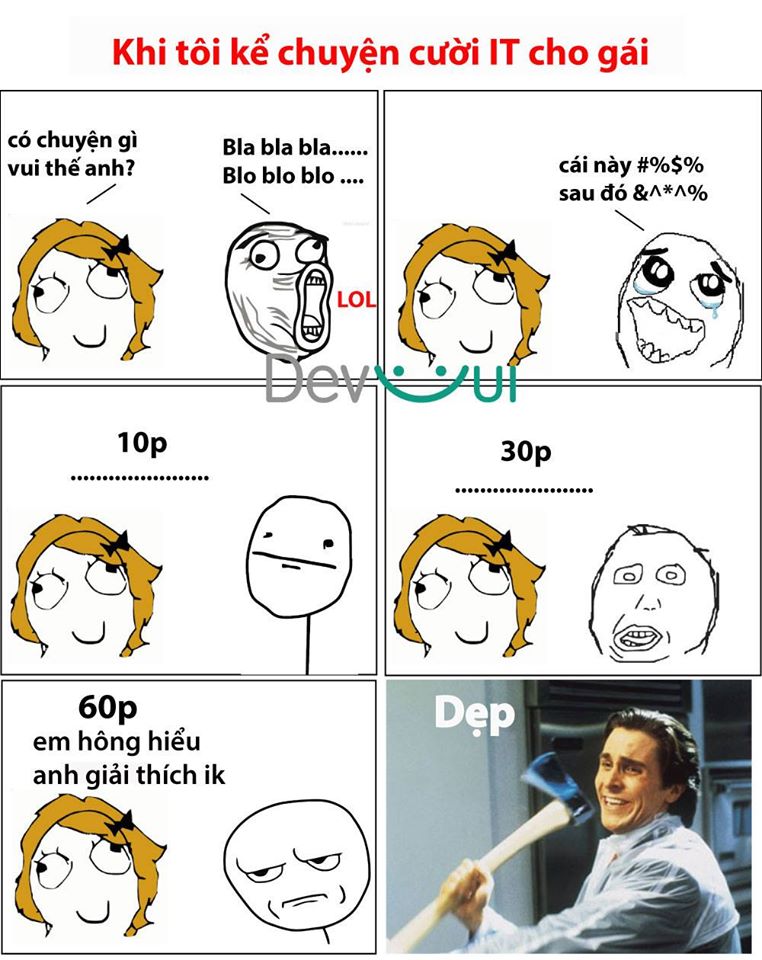 Khi tôi kể chuyện cười IT cho gái
có chuyện gì
vui thế anh?
Bla bla bla......
Blo blo blo ....
LOL
cái này #%$%
sau đó &^*^%
Devvui
10p
......................
30p
......................
60p
em hông hiểu
anh giải thích ik
Dẹp